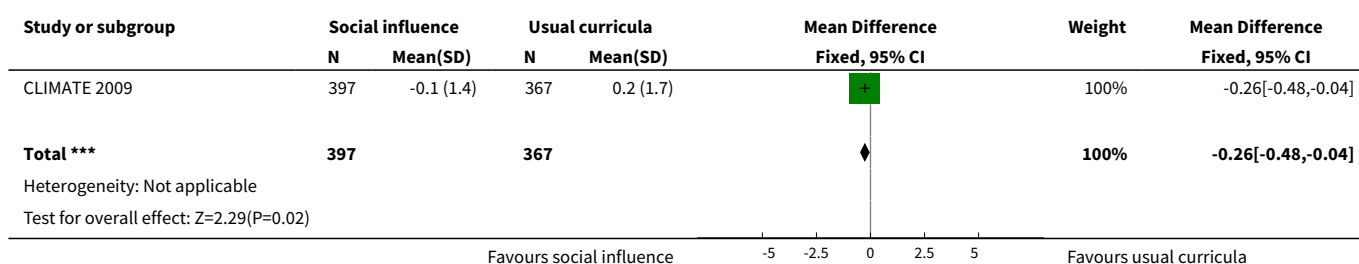 Study or subgroup Social influence Usual curricula Mean Difference Weight Mean Difference
N Mean(SD) N Mean(SD) Fixed, 95% CI Fixed, 95% CI
CLIMATE 2009 397 -0.1 (1.4) 367 0.2 (1.7) 100% -0.26[-0.48,-0.04]
Total *** 397 367 100% -0.26[-0.48,-0.04]
Heterogeneity: Not applicable
Test for overall effect: Z=2.29(P=0.02)
Favours social influence -5 -2.5 0 2.5 5 Favours usual curricula